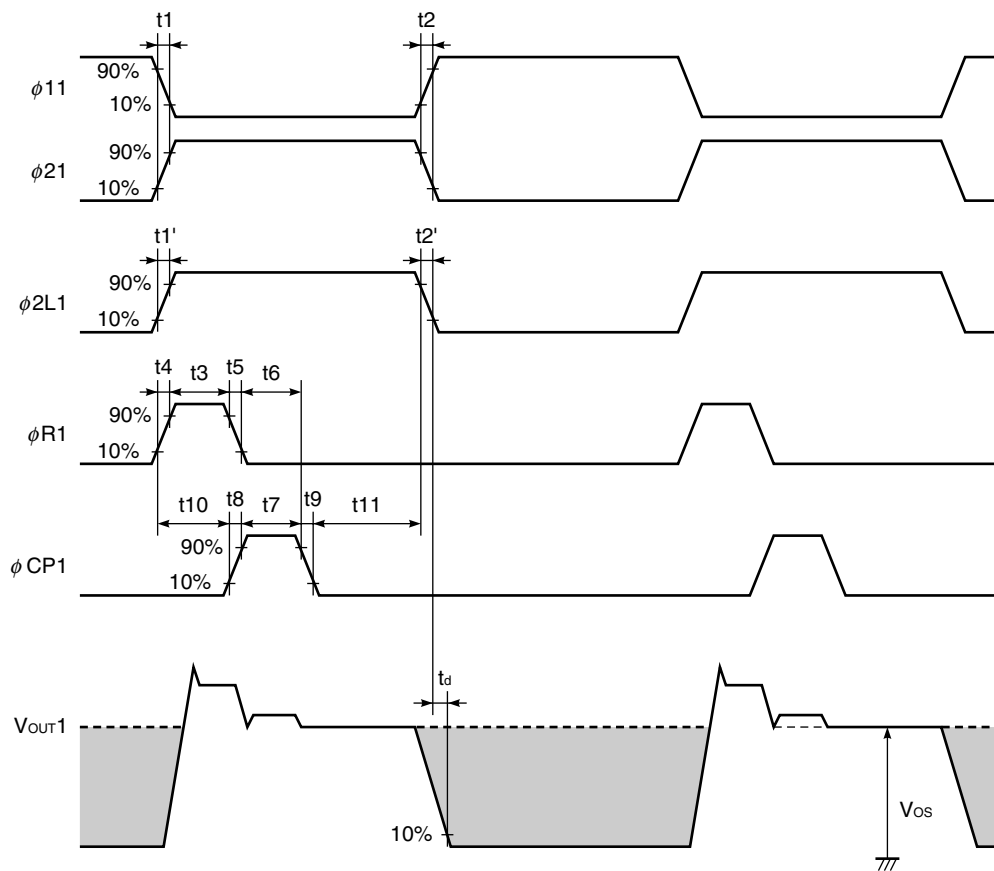 t1 t2
90%
φ11
10%
90%
φ21
10%
t1' t2'
90%
φ2L1
10%
t4 t3 t5 t6
90%
φR1
10%
t10 t8 t7 t9 t11
90%
φCP1
10%
td
VOUT1
VOS
10%